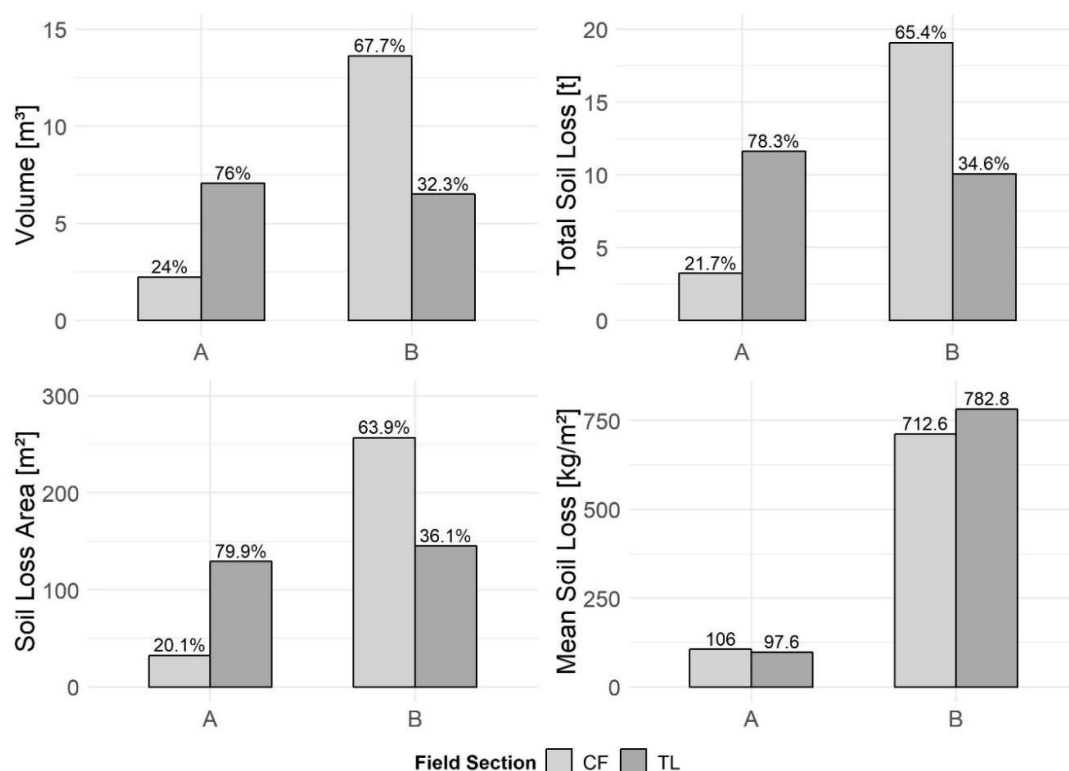 15
10
5
0
Volume [m³]
24%
76%
67.7%
32.3%
A
B
20
15
10
5
0
Total Soil Loss [t]
21.7%
78.3%
65.4%
34.6%
A
B
300
200
100
0
Soil Loss Area [m²]
20.1%
79.9%
63.9%
36.1%
A
B
750
500
250
0
Mean Soil Loss [kg/m²]
106
97.6
712.6
782.8
A
B
Field Section CF TL